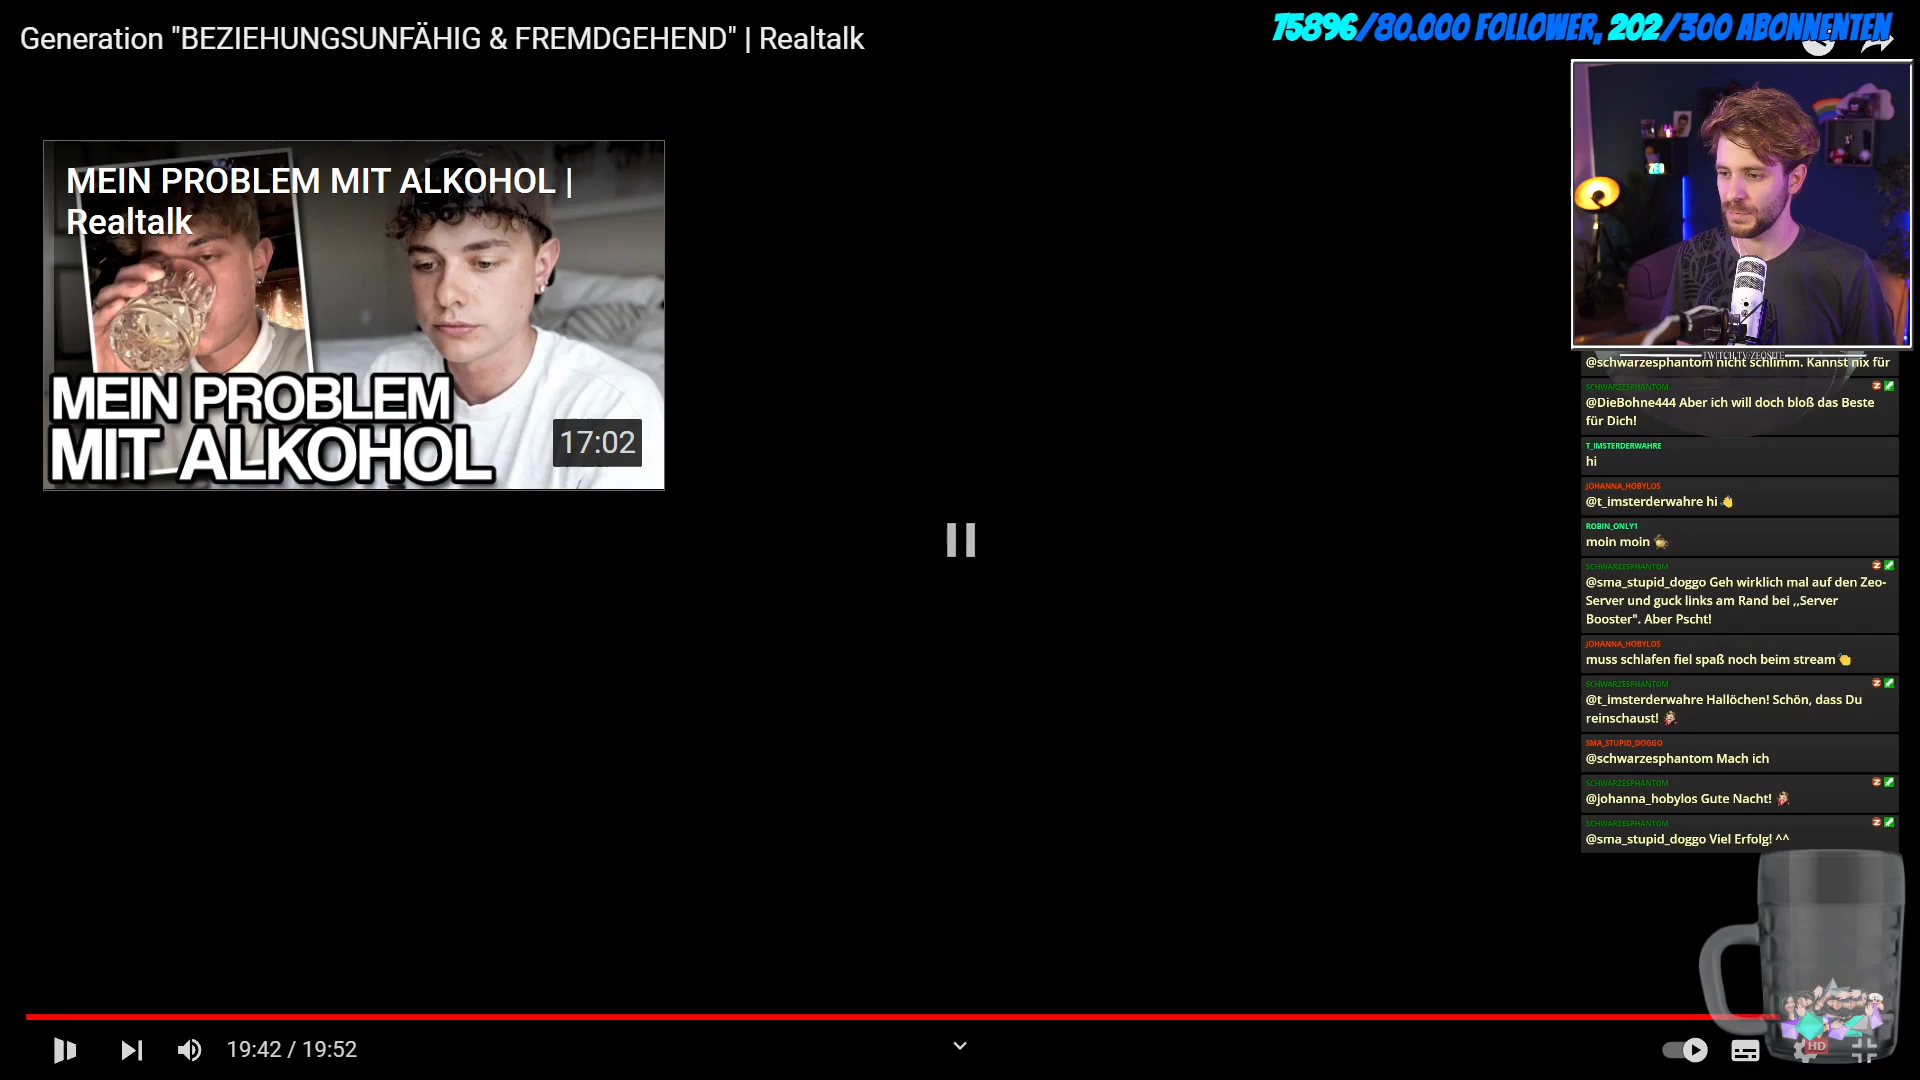 Generation "BEZIEHUNGSUNFÄHIG & FREMDGEHEND" | Realtalk
75896/80.000 FOLLOWER, 202/300 ABONNENTEN
MEIN PROBLEM MIT ALKOHOL |
Realtalk
MEIN PROBLEM
MIT ALKOHOL
17:02
TWITCH.TV/ZEOSITE
@schwarzesphantom nicht schlimm. Kannst nix für
SCHWARZESPHANTOM
@DieBohne444 Aber ich will doch bloß das Beste
für Dich!
T_IMSTERDERWAHRE
hi
JOHANNA_HOBYLOS
@t_imsterderwahre hi
ROBIN_ONLY1
moin moin
SCHWARZESPHANTOM
@sma_stupid_doggo Geh wirklich mal auf den Zeo-
Server und guck links am Rand bei ,,Server
Booster". Aber Pscht!
JOHANNA_HOBYLOS
muss schlafen fiel spaß noch beim stream
SCHWARZESPHANTOM
@t_imsterderwahre Hallöchen! Schön, dass Du
reinschaust!
SMA_STUPID_DOGGO
@schwarzesphantom Mach ich
SCHWARZESPHANTOM
@johanna_hobylos Gute Nacht!
SCHWARZESPHANTOM
@sma_stupid_doggo Viel Erfolg! ^^
19:42 / 19:52
HD